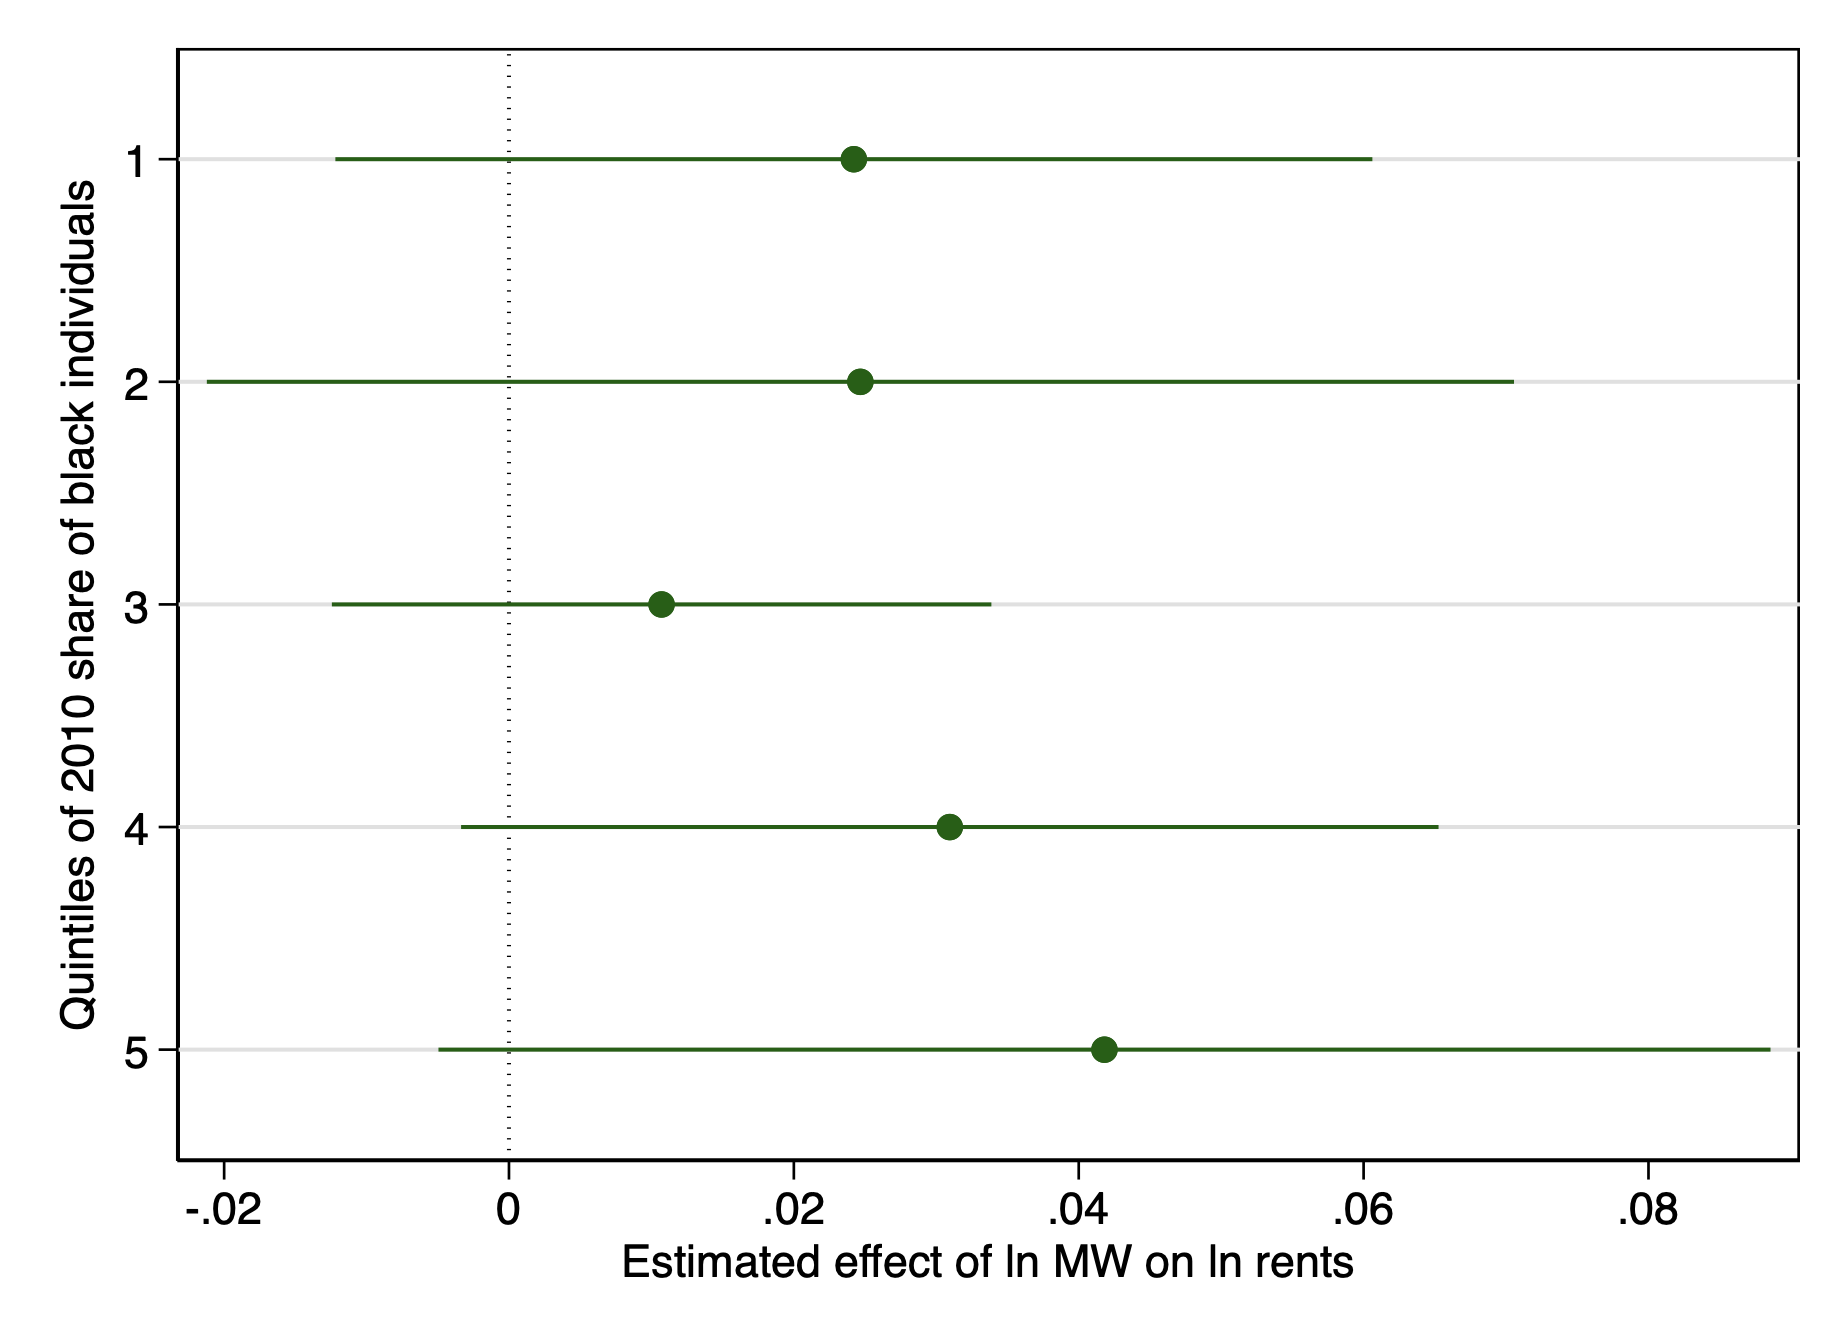 Quintiles of 2010 share of black individuals
1
2
3
4
5
-.02 0 .02 .04 .06 .08
Estimated effect of ln MW on ln rents